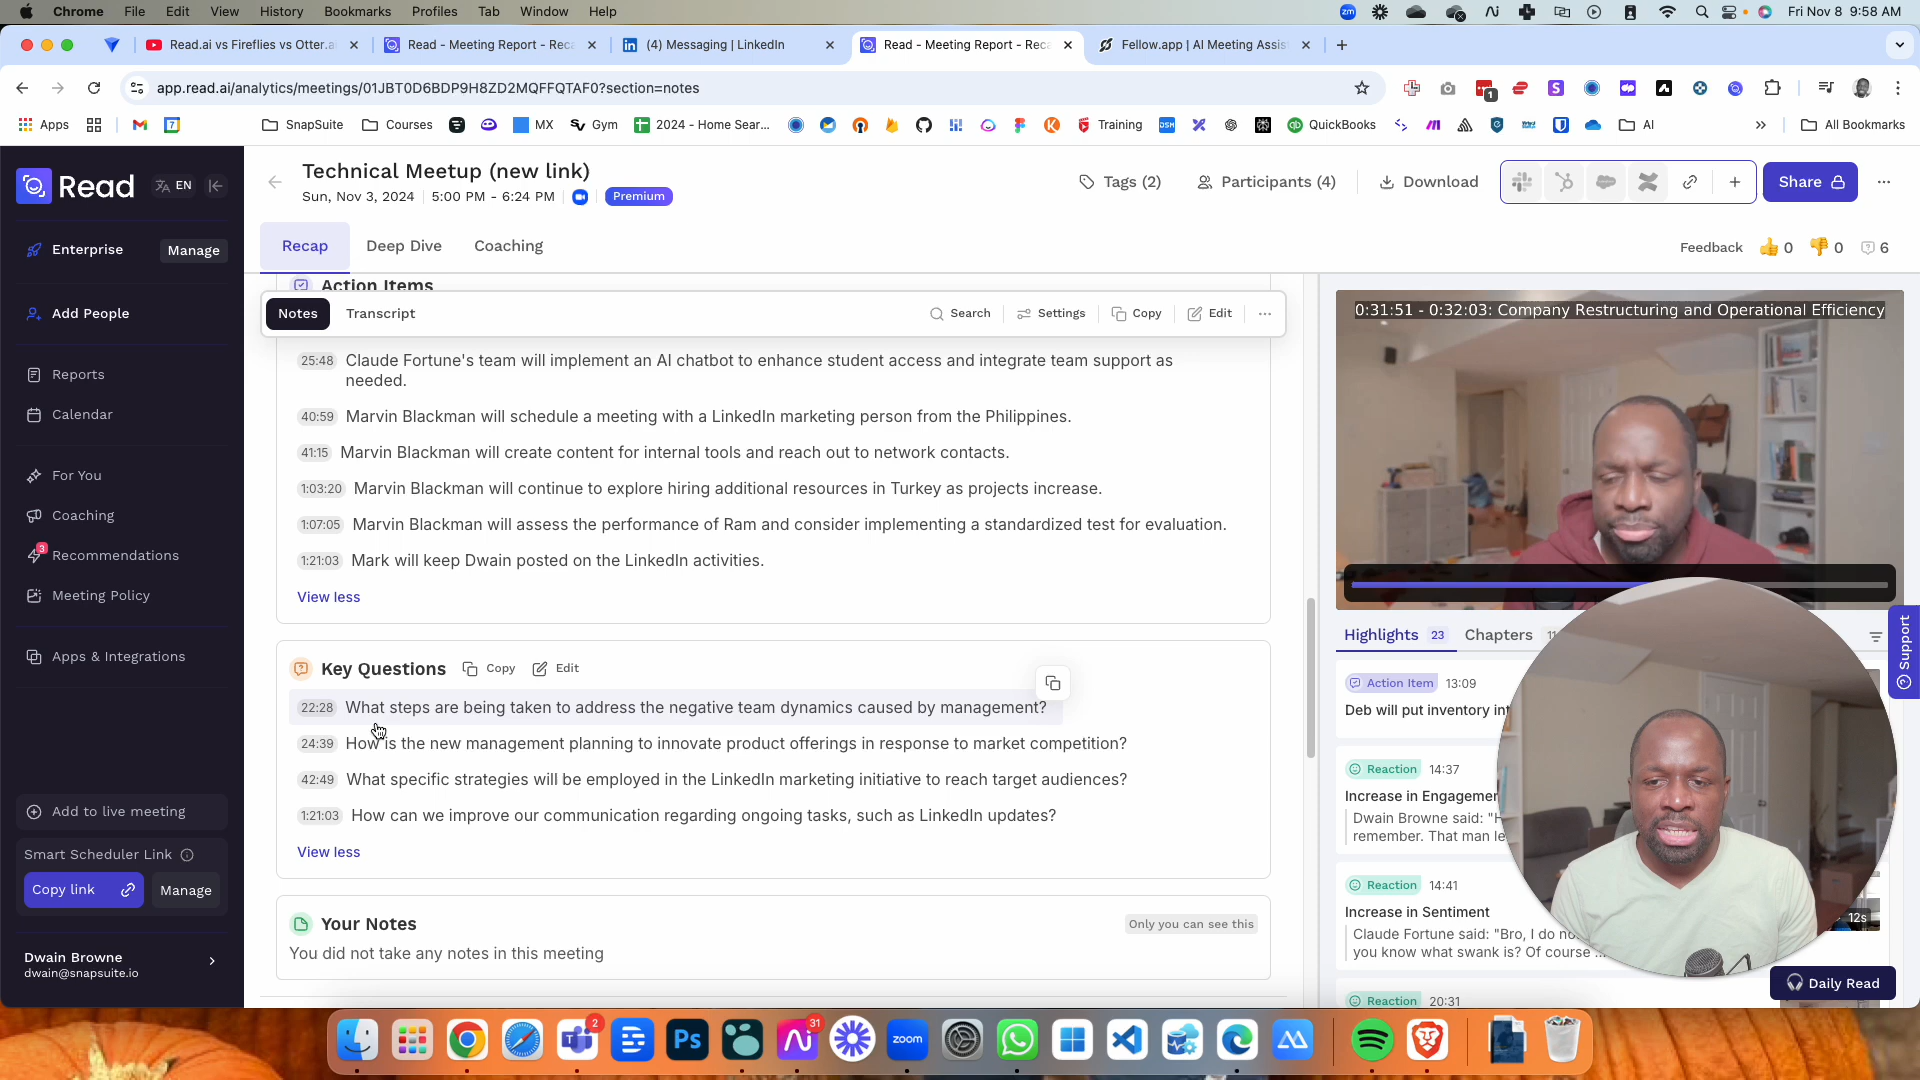 Chrome File Edit View History Bookmarks Profiles Tab Window Help
zm Fri Nov 8 9:58 AM
Read.ai vs Fireflies vs Otter.ai
Read - Meeting Report - Reca
(4) Messaging | LinkedIn
Read - Meeting Report - Reca
Fellow.app | AI Meeting Assis
app.read.ai/analytics/meetings/01JBT0D6BDP9H8ZD2MQFFQTAF0?section=notes
1
Apps SnapSuite Courses MX Gym 2024 - Home Sear... Training DSM QuickBooks AI All Bookmarks
Read
EN
Enterprise Manage
Add People
Reports
Calendar
For You
Coaching
3
Recommendations
Meeting Policy
Apps & Integrations
Add to live meeting
Smart Scheduler Link
Copy link Manage
Dwain Browne
dwain@snapsuite.io
Technical Meetup (new link)
Sun, Nov 3, 2024 5:00 PM - 6:24 PM Premium
Tags (2) Participants (4) Download Share
Recap Deep Dive Coaching
Feedback 0 0 6
Action Items
Notes Transcript Search Settings Copy Edit
25:48 Claude Fortune's team will implement an AI chatbot to enhance student access and integrate team support as
needed.
40:59 Marvin Blackman will schedule a meeting with a LinkedIn marketing person from the Philippines.
41:15 Marvin Blackman will create content for internal tools and reach out to network contacts.
1:03:20 Marvin Blackman will continue to explore hiring additional resources in Turkey as projects increase.
1:07:05 Marvin Blackman will assess the performance of Ram and consider implementing a standardized test for evaluation.
1:21:03 Mark will keep Dwain posted on the LinkedIn activities.
View less
Key Questions Copy Edit
22:28 What steps are being taken to address the negative team dynamics caused by management?
24:39 How is the new management planning to innovate product offerings in response to market competition?
42:49 What specific strategies will be employed in the LinkedIn marketing initiative to reach target audiences?
1:21:03 How can we improve our communication regarding ongoing tasks, such as LinkedIn updates?
View less
Your Notes Only you can see this
You did not take any notes in this meeting
0:31:51 - 0:32:03: Company Restructuring and Operational Efficiency
Highlights 23 Chapters 11
Action Item 13:09
Deb will put inventory int
Reaction 14:37
Increase in Engagemen
Dwain Browne said: "H
remember. That man le
Reaction 14:41
Increase in Sentiment
Claude Fortune said: "Bro, I do no
you know what swank is? Of course ...
12s
Reaction 20:31
Support
Daily Read
2
Ps
31
zoom